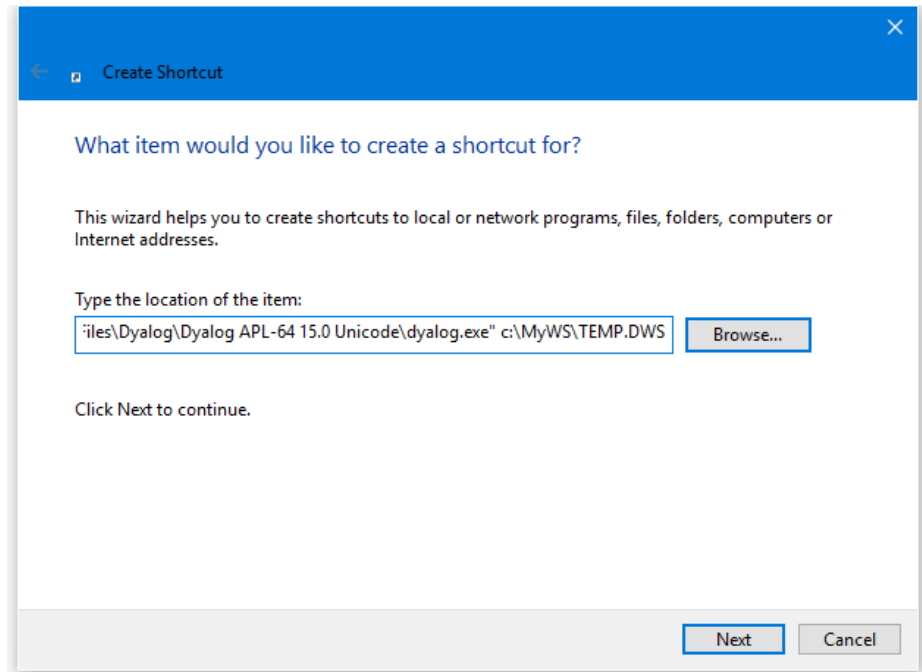 Create Shortcut
What item would you like to create a shortcut for?
This wizard helps you to create shortcuts to local or network programs, files, folders, computers or
Internet addresses.
Type the location of the item:
iles\Dyalog\Dyalog APL-64 15.0 Unicode\dyalog.exe" c:\MyWS\TEMP.DWS
Browse...
Click Next to continue.
Next
Cancel